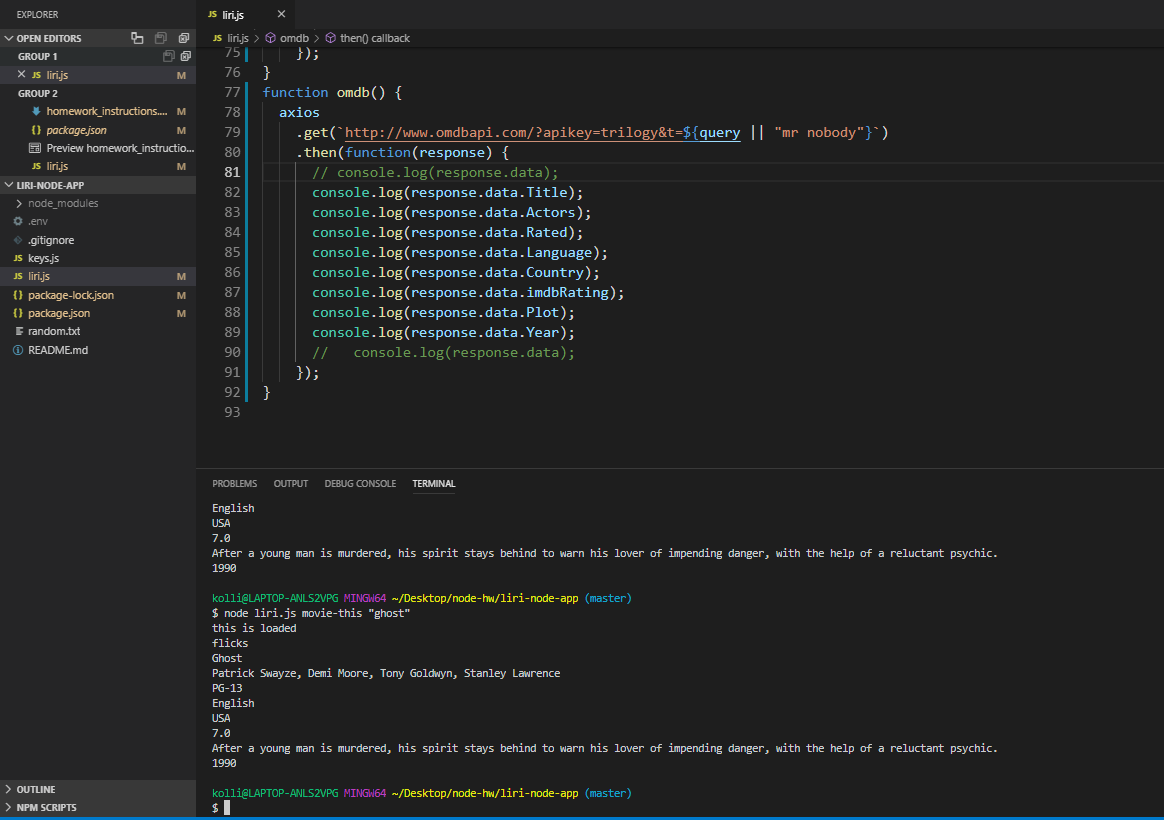 EXPLORER
OPEN EDITORS
GROUP 1
JS liri.js M
GROUP 2
homework_instructions.... M
{} package.json M
Preview homework_instructio...
JS liri.js M
LIRI-NODE-APP
node_modules
.env
.gitignore
JS keys.js
JS liri.js M
{} package-lock.json M
{} package.json M
random.txt
README.md
OUTLINE
NPM SCRIPTS
JS liri.js
JS liri.js > omdb > then() callback
75 });
76 }
77 function omdb() {
78 axios
79 .get(`http://www.omdbapi.com/?apikey=trilogy&t=${query || "mr nobody"}`)
80 .then(function(response) {
81 // console.log(response.data);
82 console.log(response.data.Title);
83 console.log(response.data.Actors);
84 console.log(response.data.Rated);
85 console.log(response.data.Language);
86 console.log(response.data.Country);
87 console.log(response.data.imdbRating);
88 console.log(response.data.Plot);
89 console.log(response.data.Year);
90 //   console.log(response.data);
91 });
92 }
93
PROBLEMS OUTPUT DEBUG CONSOLE TERMINAL
English
USA
7.0
After a young man is murdered, his spirit stays behind to warn his lover of impending danger, with the help of a reluctant psychic.
1990
kolli@LAPTOP-ANLS2VPG MINGW64 ~/Desktop/node-hw/liri-node-app (master)
$ node liri.js movie-this "ghost"
this is loaded
flicks
Ghost
Patrick Swayze, Demi Moore, Tony Goldwyn, Stanley Lawrence
PG-13
English
USA
7.0
After a young man is murdered, his spirit stays behind to warn his lover of impending danger, with the help of a reluctant psychic.
1990
kolli@LAPTOP-ANLS2VPG MINGW64 ~/Desktop/node-hw/liri-node-app (master)
$